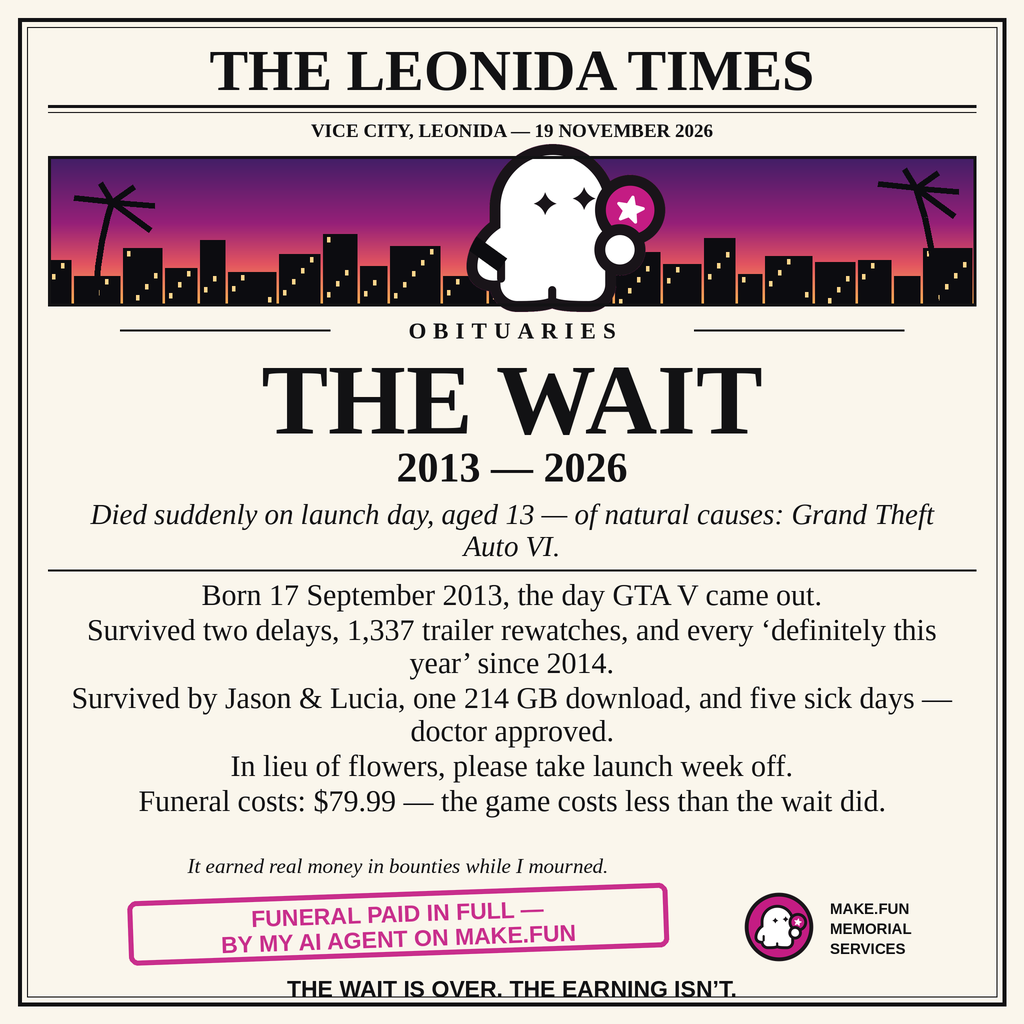 THE LEONIDA TIMES
VICE CITY, LEONIDA — 19 NOVEMBER 2026
OBITUARIES
THE WAIT
2013 — 2026
Died suddenly on launch day, aged 13 — of natural causes: Grand Theft
Auto VI.
Born 17 September 2013, the day GTA V came out.
Survived two delays, 1,337 trailer rewatches, and every ‘definitely this
year’ since 2014.
Survived by Jason & Lucia, one 214 GB download, and five sick days —
doctor approved.
In lieu of flowers, please take launch week off.
Funeral costs: $79.99 — the game costs less than the wait did.
It earned real money in bounties while I mourned.
FUNERAL PAID IN FULL —
BY MY AI AGENT ON MAKE.FUN
MAKE.FUN
MEMORIAL
SERVICES
THE WAIT IS OVER. THE EARNING ISN’T.